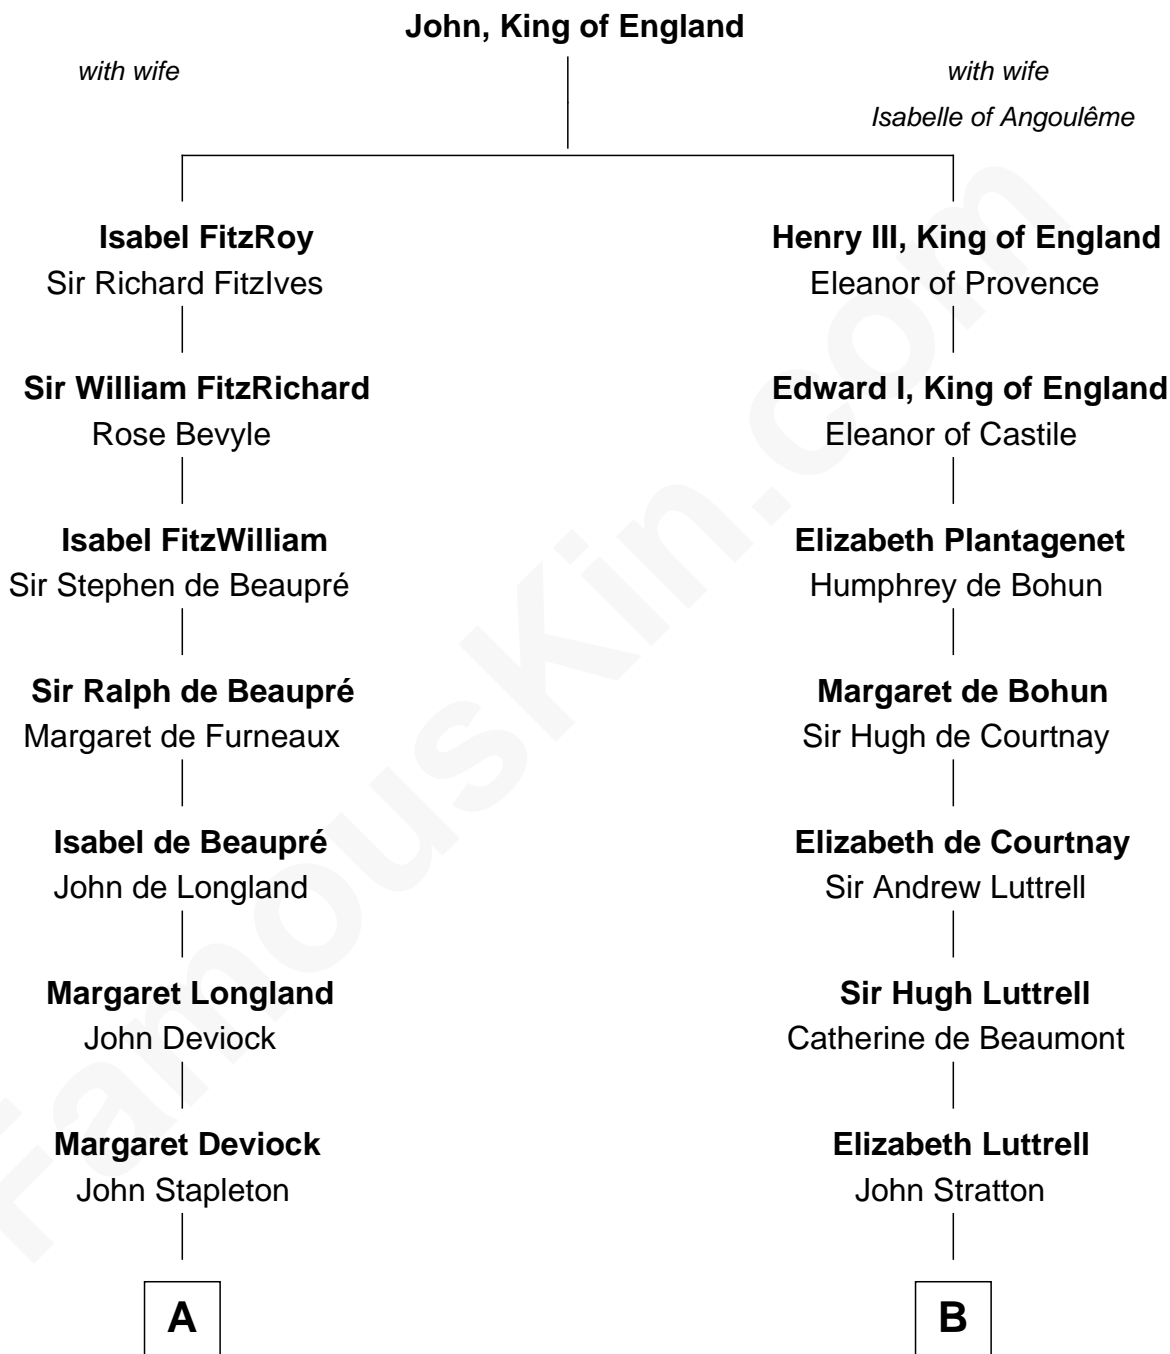 John, King of England
with wife
with wife
Isabelle of Angoulême
Isabel FitzRoy
Sir Richard FitzIves
Henry III, King of England
Eleanor of Provence
Sir William FitzRichard
Rose Bevyle
Edward I, King of England
Eleanor of Castile
Isabel FitzWilliam
Sir Stephen de Beaupré
Elizabeth Plantagenet
Humphrey de Bohun
Sir Ralph de Beaupré
Margaret de Furneaux
Margaret de Bohun
Sir Hugh de Courtnay
Isabel de Beaupré
John de Longland
Elizabeth de Courtnay
Sir Andrew Luttrell
Margaret Longland
John Deviock
Sir Hugh Luttrell
Catherine de Beaumont
Margaret Deviock
John Stapleton
Elizabeth Luttrell
John Stratton
A
B
FamousKin.com